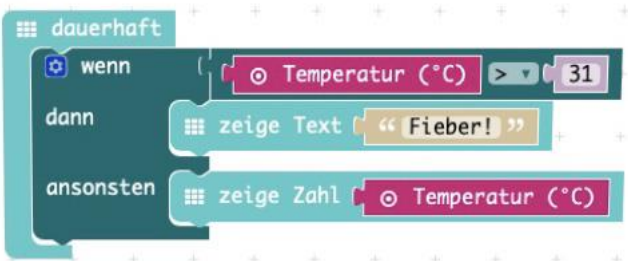 dauerhaft
wenn Temperatur (°C) > 31
dann zeige Text “ Fieber! ”
ansonsten zeige Zahl Temperatur (°C)